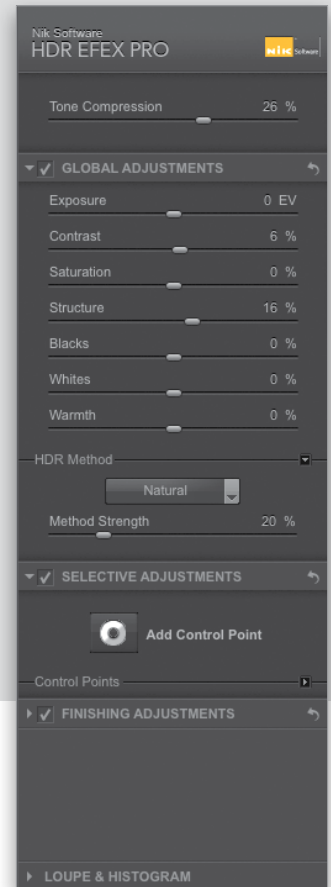 Nik Software
HDR EFEX PRO
nik Software
Tone Compression 26 %
GLOBAL ADJUSTMENTS
Exposure 0 EV
Contrast 6 %
Saturation 0 %
Structure 16 %
Blacks 0 %
Whites 0 %
Warmth 0 %
HDR Method
Natural
Method Strength 20 %
SELECTIVE ADJUSTMENTS
Add Control Point
Control Points
FINISHING ADJUSTMENTS
LOUPE & HISTOGRAM